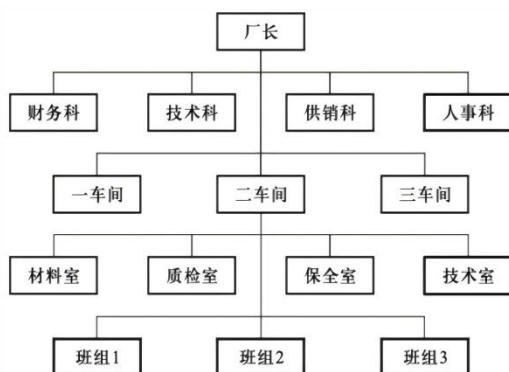 厂长
财务科
技术科
供销科
人事科
一车间
二车间
三车间
材料室
质检室
保全室
技术室
班组1
班组2
班组3